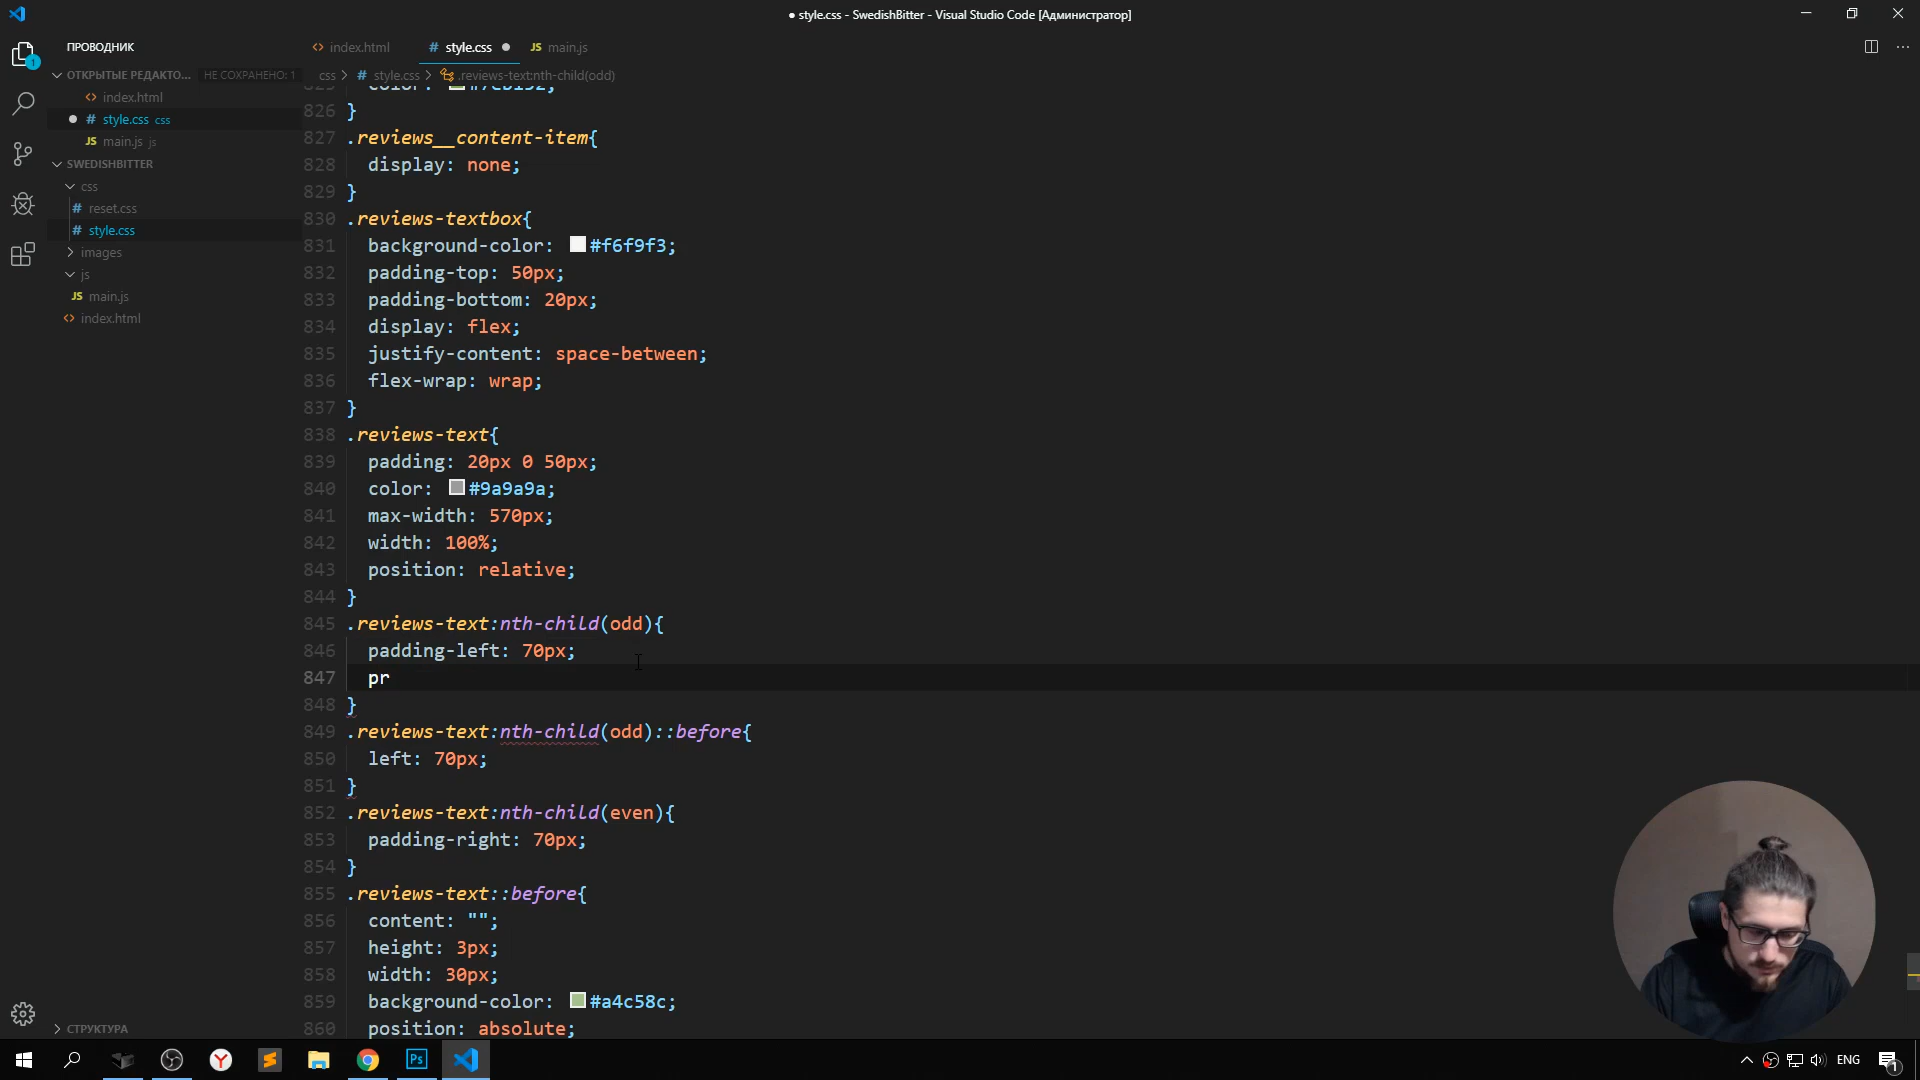 ● style.css - SwedishBitter - Visual Studio Code [Администратор]
ПРОВОДНИК
index.html
# style.css
JS main.js
ОТКРЫТЫЕ РЕДАКТО...
НЕ СОХРАНЕНО: 1
css > # style.css > .reviews-text:nth-child(odd)
1
index.html
# style.css css
JS main.js js
SWEDISHBITTER
css
# reset.css
# style.css
images
js
JS main.js
index.html
СТРУКТУРА
825 color: #7eb152;
826 }
827 .reviews__content-item{
828 display: none;
829 }
830 .reviews-textbox{
831 background-color: #f6f9f3;
832 padding-top: 50px;
833 padding-bottom: 20px;
834 display: flex;
835 justify-content: space-between;
836 flex-wrap: wrap;
837 }
838 .reviews-text{
839 padding: 20px 0 50px;
840 color: #9a9a9a;
841 max-width: 570px;
842 width: 100%;
843 position: relative;
844 }
845 .reviews-text:nth-child(odd){
846 padding-left: 70px;
847 pr
848 }
849 .reviews-text:nth-child(odd)::before{
850 left: 70px;
851 }
852 .reviews-text:nth-child(even){
853 padding-right: 70px;
854 }
855 .reviews-text::before{
856 content: "";
857 height: 3px;
858 width: 30px;
859 background-color: #a4c58c;
860 position: absolute;
Ps
ENG
1